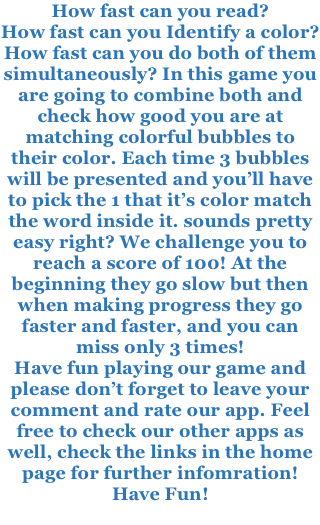 How fast can you read?
How fast can you Identify a color?
How fast can you do both of them
simultaneously? In this game you
are going to combine both and
check how good you are at
matching colorful bubbles to
their color. Each time 3 bubbles
will be presented and you’ll have
to pick the 1 that it’s color match
the word inside it. sounds pretty
easy right? We challenge you to
reach a score of 100! At the
beginning they go slow but then
when making progress they go
faster and faster, and you can
miss only 3 times!
Have fun playing our game and
please don’t forget to leave your
comment and rate our app. Feel
free to check our other apps as
well, check the links in the home
page for further infomration!
Have Fun!